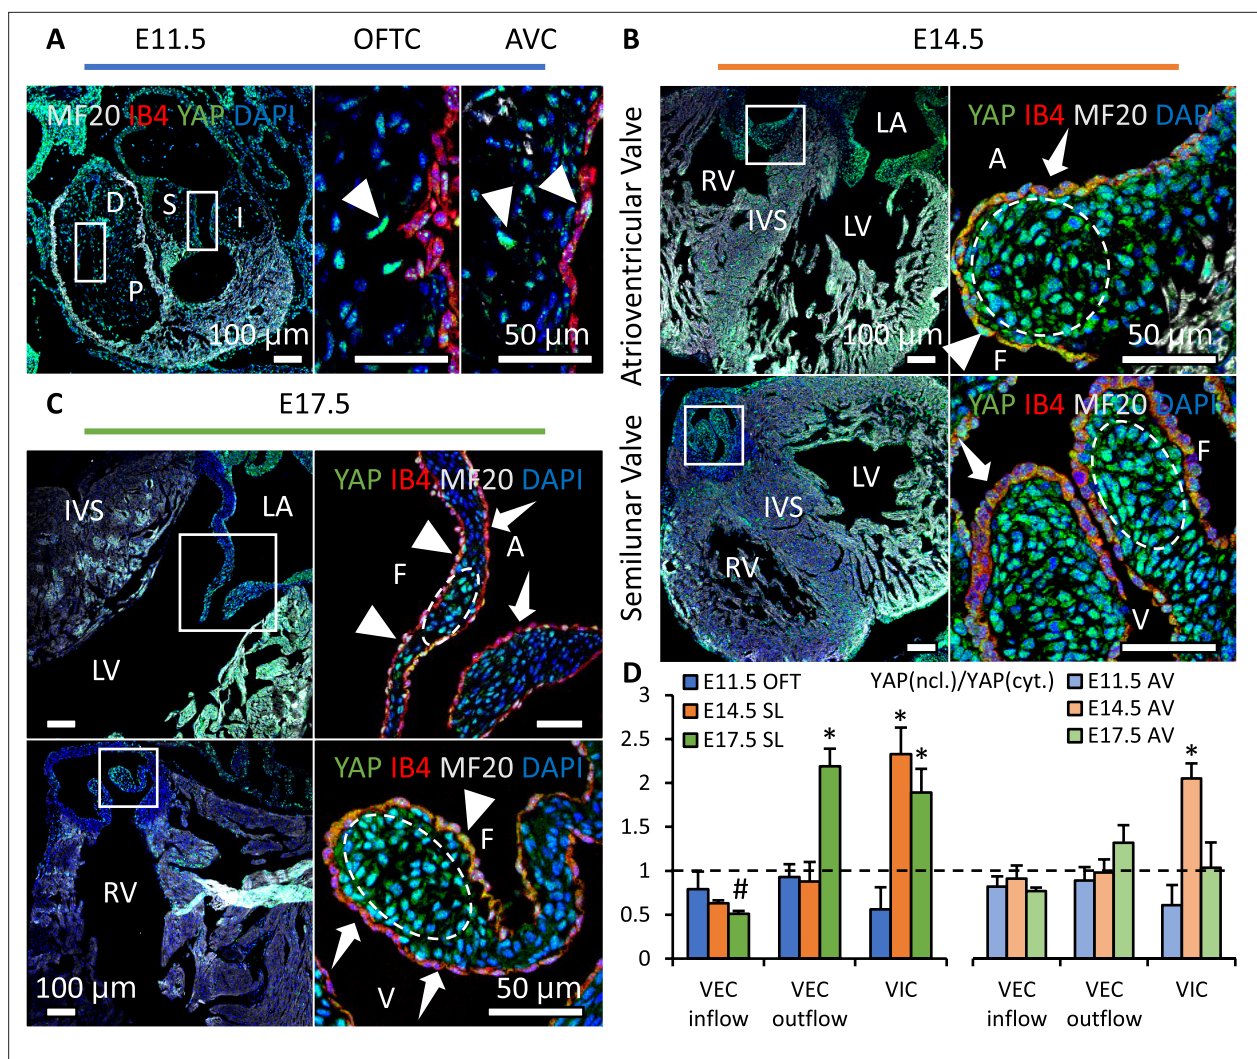 A E11.5 OFTC AVC
MF20 IB4 YAP DAPI
D S I
P
100 µm 50 µm
B E14.5
Atrioventricular Valve
LA
RV
IVS LV
100 µm
YAP IB4 MF20 DAPI
A
F
50 µm
Semilunar Valve
LV
IVS
RV
YAP IB4 MF20 DAPI
F
V
C E17.5
IVS LA
LV
YAP IB4 MF20 DAPI
A
F
RV
100 µm
YAP IB4 MF20 DAPI
F
V
50 µm
D
YAP(ncl.)/YAP(cyt.)
E11.5 OFT
E14.5 SL
E17.5 SL
E11.5 AV
E14.5 AV
E17.5 AV
3
2.5
2
1.5
1
0.5
0
#
*
*
*
*
VEC inflow
VEC outflow
VIC
VEC inflow
VEC outflow
VIC